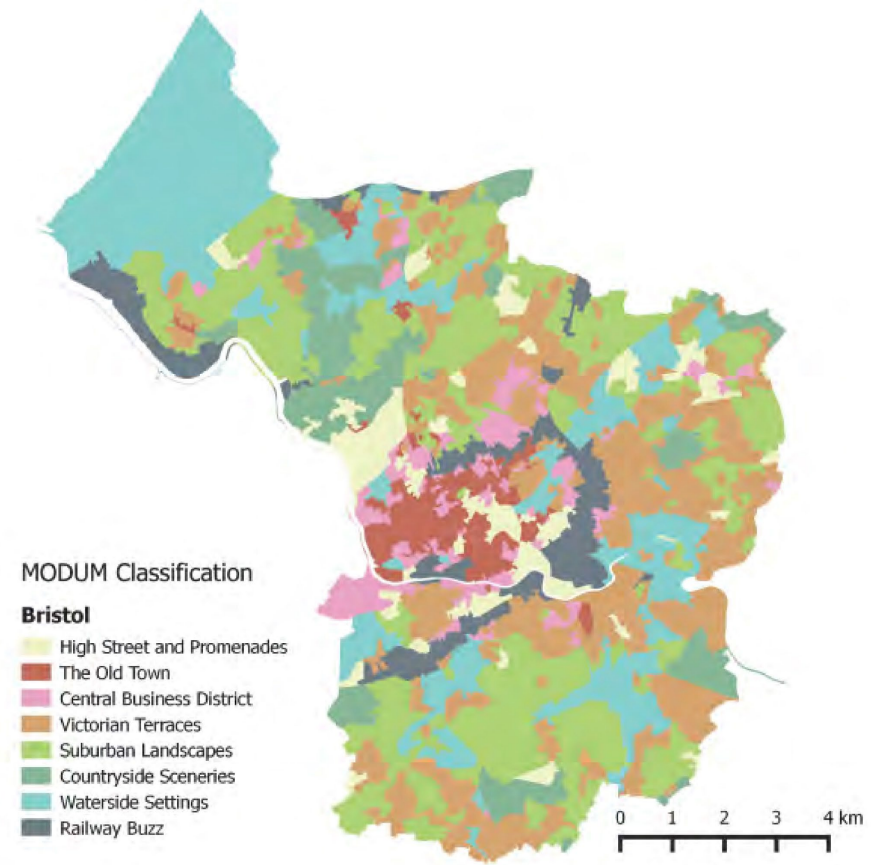 MODUM Classification
Bristol
High Street and Promenades
The Old Town
Central Business District
Victorian Terraces
Suburban Landscapes
Countryside Sceneries
Waterside Settings
Railway Buzz
0 1 2 3 4 km